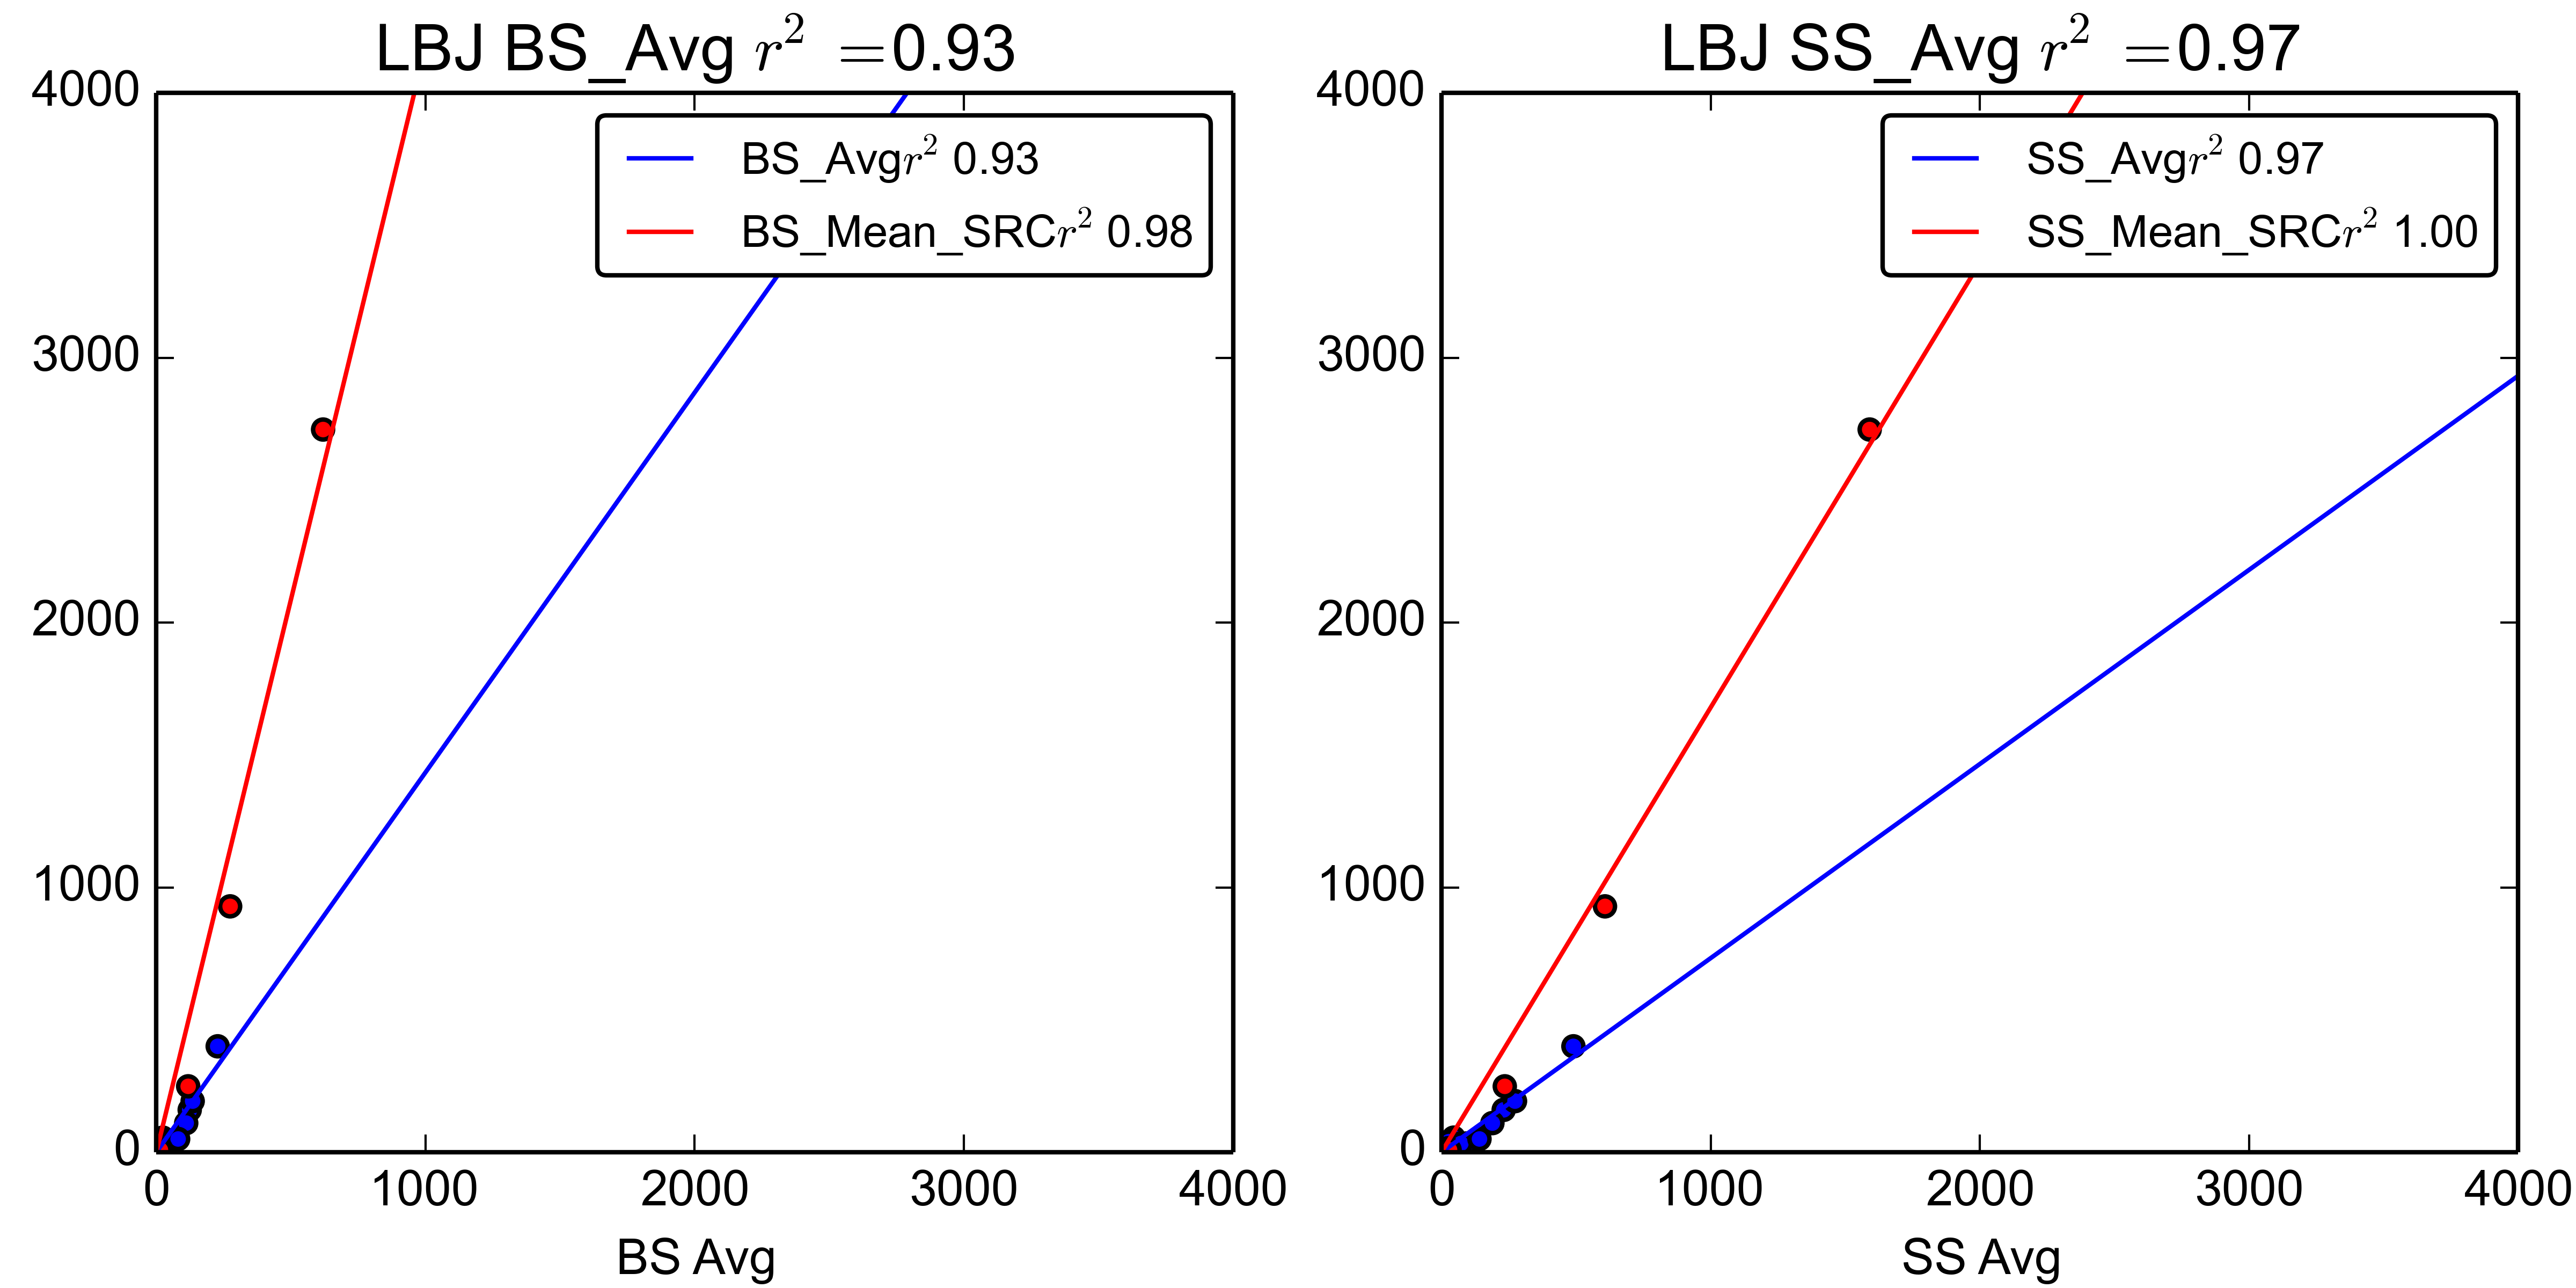 LBJ BS_Avg r² =0.93
4000
3000
2000
1000
0
BS_Avgr² 0.93
BS_Mean_SRCr² 0.98
0 1000 2000 3000 4000
BS Avg
LBJ SS_Avg r² =0.97
4000
3000
2000
1000
0
SS_Avgr² 0.97
SS_Mean_SRCr² 1.00
0 1000 2000 3000 4000
SS Avg